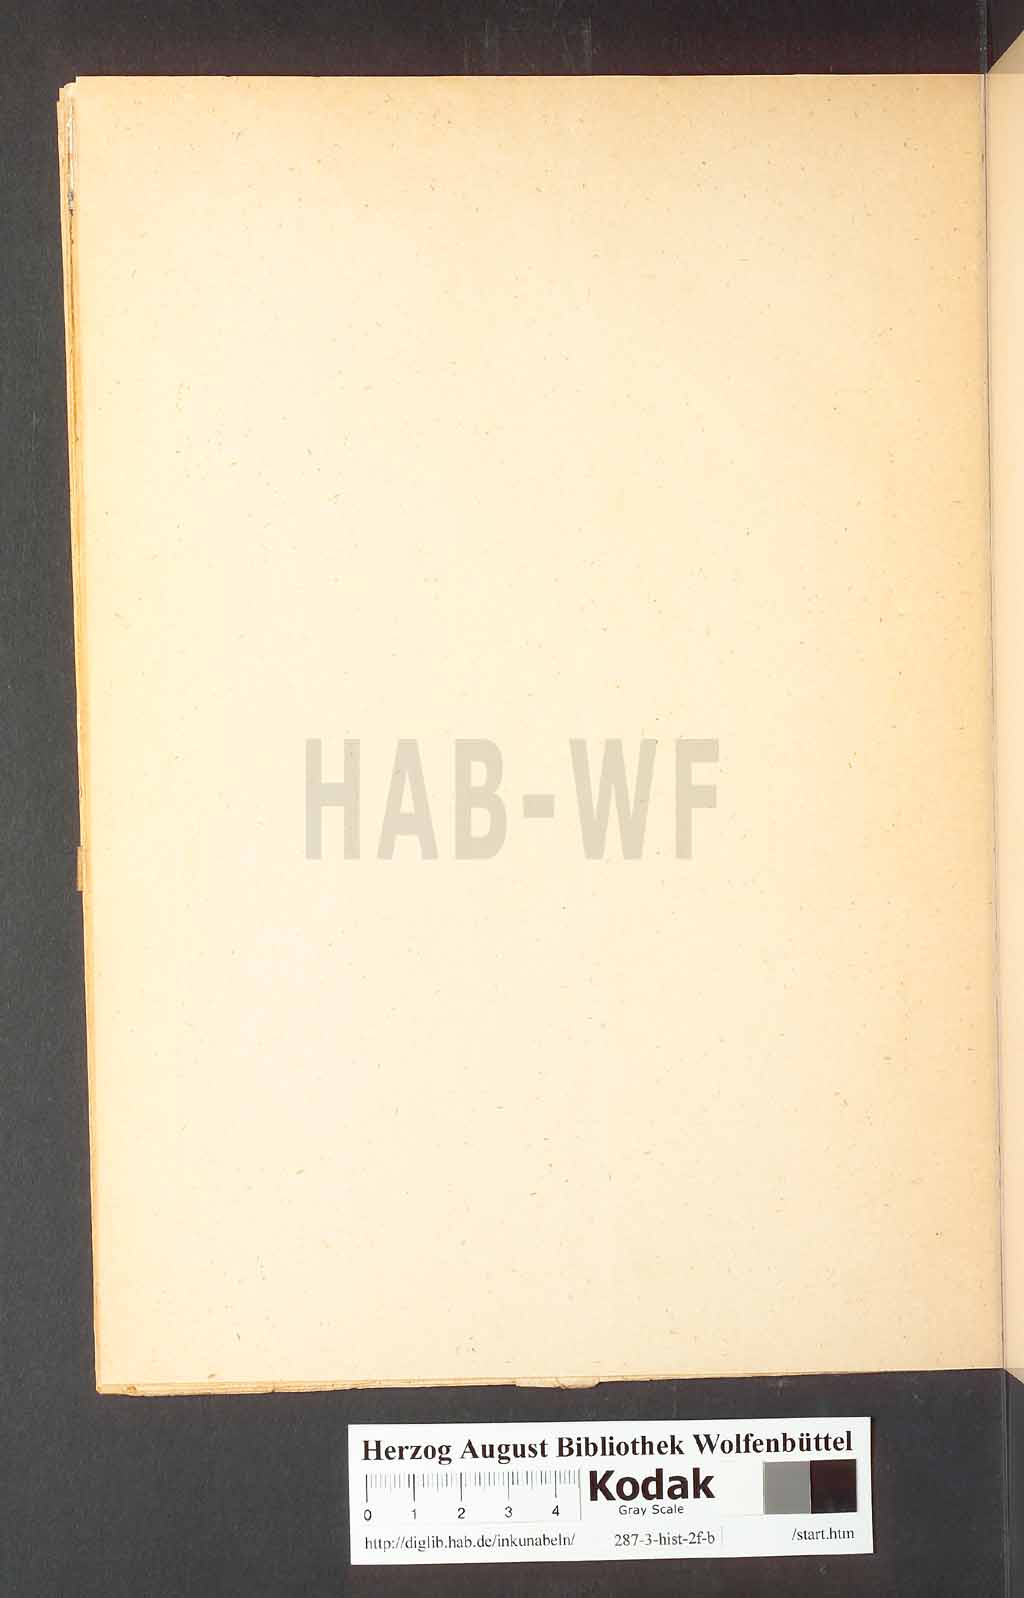 HAB-WF
Herzog August Bibliothek Wolfenbüttel
Kodak
Gray Scale
0 1 2 3 4
http://diglib.hab.de/inkunabeln/ 287-3-hist-2f-b /start.htm